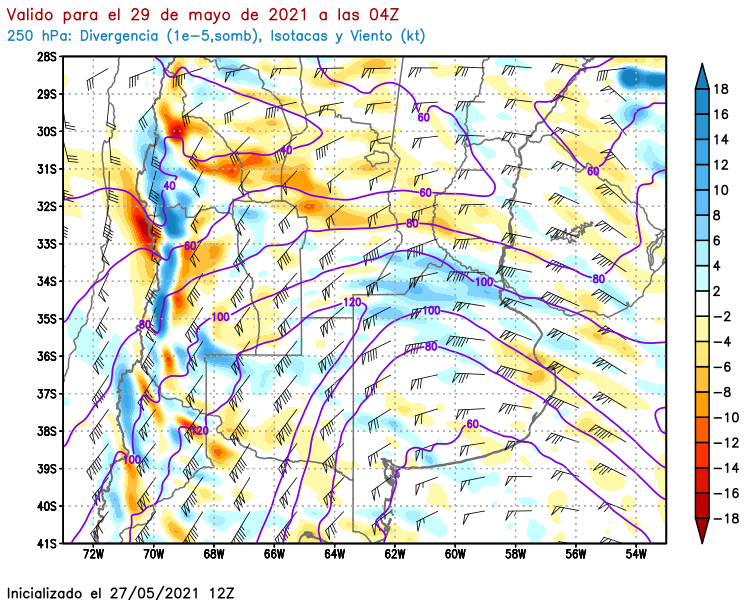 Valido para el 29 de mayo de 2021 a las 04Z
250 hPa: Divergencia (1e-5,somb), Isotacas y Viento (kt)
28S
29S
30S
31S
32S
33S
34S
35S
36S
37S
38S
39S
40S
41S
72W 70W 68W 66W 64W 62W 60W 58W 56W 54W
60
40
60
40
60
80
60
80
100
120
100
80
100
80
60
120
100
18
16
14
12
10
8
6
4
2
-2
-4
-6
-8
-10
-12
-14
-16
-18
Inicializado el 27/05/2021 12Z